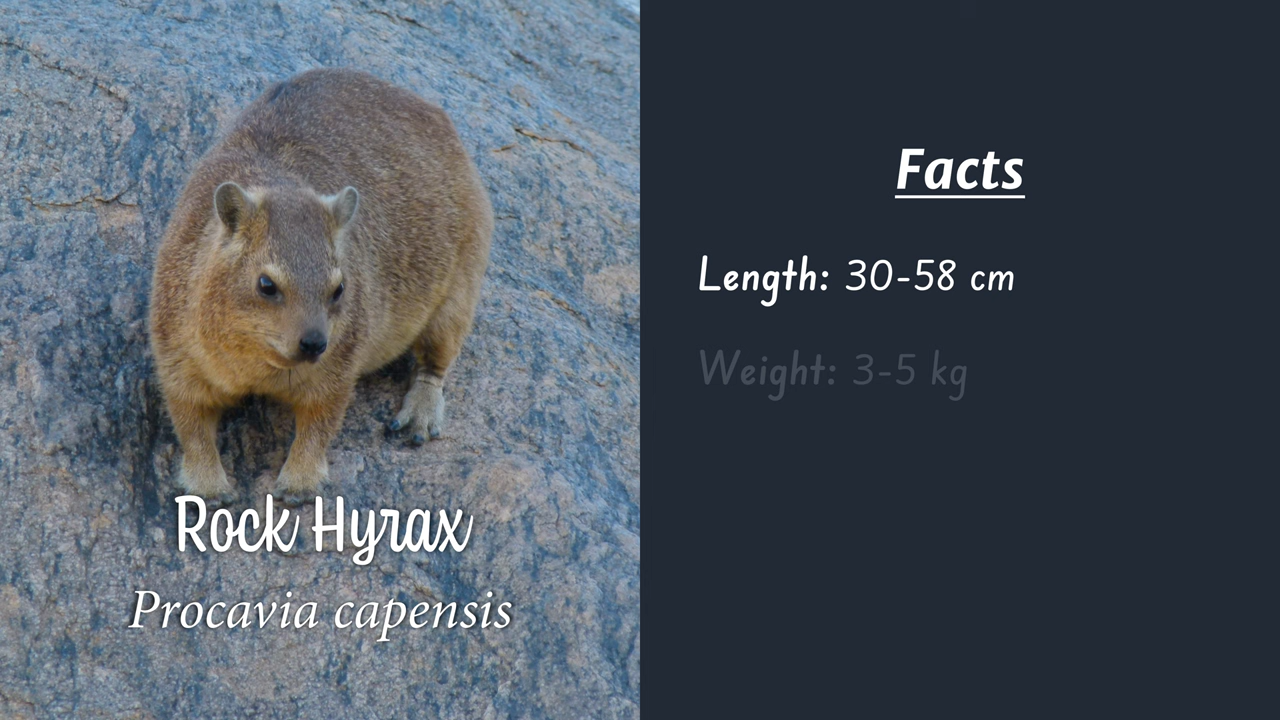 Rock Hyrax
Procavia capensis
Facts
Length: 30-58 cm
Weight: 3-5 kg